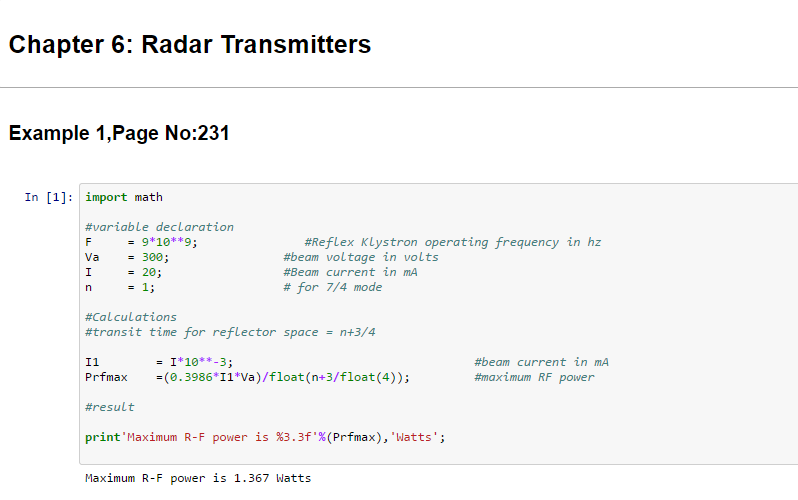 Chapter 6: Radar Transmitters
Example 1,Page No:231
In [1]: import math
#variable declaration
F = 9*10**9; #Reflex Klystron operating frequency in hz
Va = 300; #beam voltage in volts
I = 20; #Beam current in mA
n = 1; # for 7/4 mode
#Calculations
#transit time for reflector space = n+3/4
I1 = I*10**-3; #beam current in mA
Prfmax =(0.3986*I1*Va)/float(n+3/float(4)); #maximum RF power
#result
print'Maximum R-F power is %3.3f'%(Prfmax),'Watts';
Maximum R-F power is 1.367 Watts